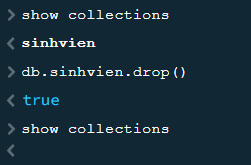 > show collections
< sinhvien
> db.sinhvien.drop()
< true
> show collections
<